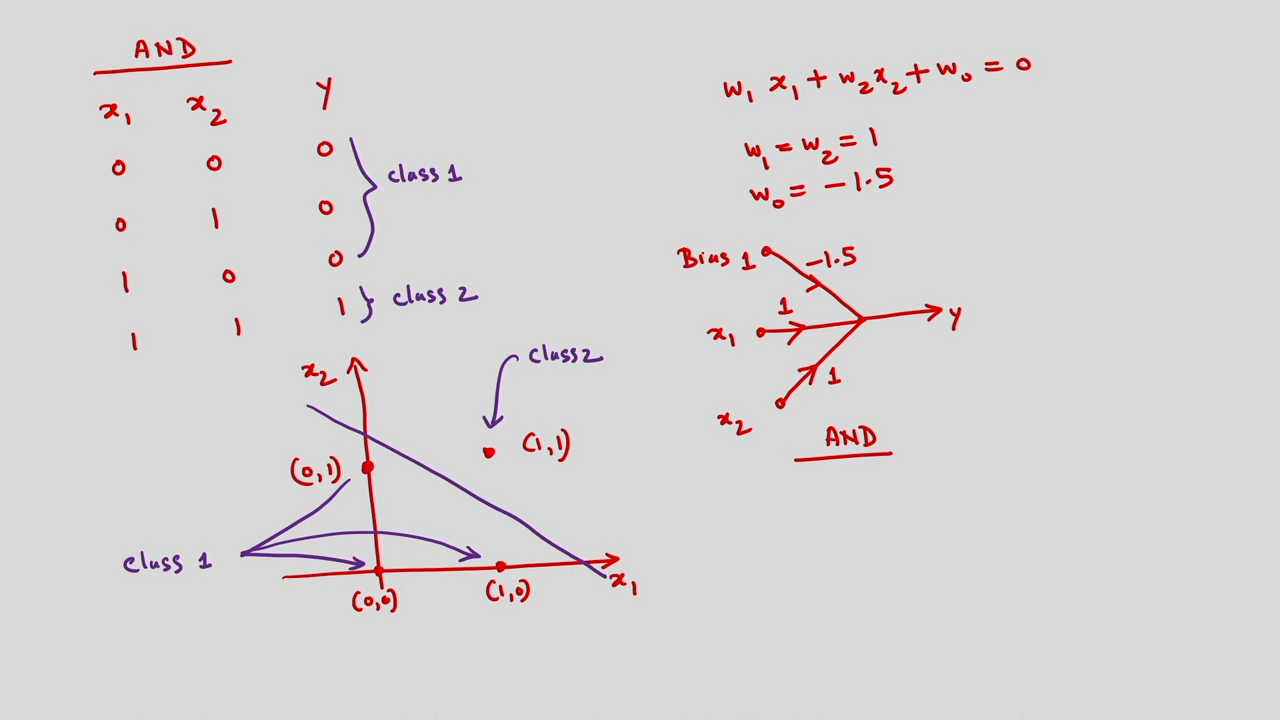 AND
x₁ x₂ Y
0 0 0
0 1 0
1 0 0
1 1 1
class 1
class 2
x₂
class 2
(0,1)
(1,1)
class 1
(0,0)
(1,0)
x₁
w₁ x₁ + w₂x₂ + w₀ = 0
w₁ = w₂ = 1
w₀ = -1.5
Bias 1
-1.5
1
x₁
y
1
x₂
AND